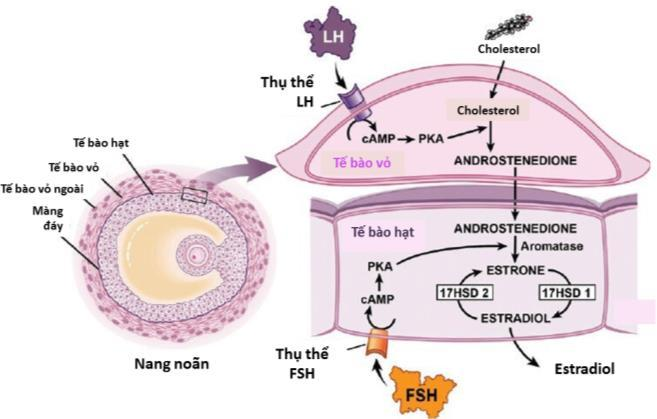 LH
Cholesterol
Thụ thể
LH
Cholesterol
cAMP
PKA
Tế bào vỏ
ANDROSTENEDIONE
Tế bào hạt
Tế bào vỏ
Tế bào vỏ ngoài
Màng
đáy
Nang noãn
Tế bào hạt
ANDROSTENEDIONE
Aromatase
PKA
ESTRONE
cAMP
17HSD 2
17HSD 1
ESTRADIOL
Thụ thể
FSH
Estradiol
FSH